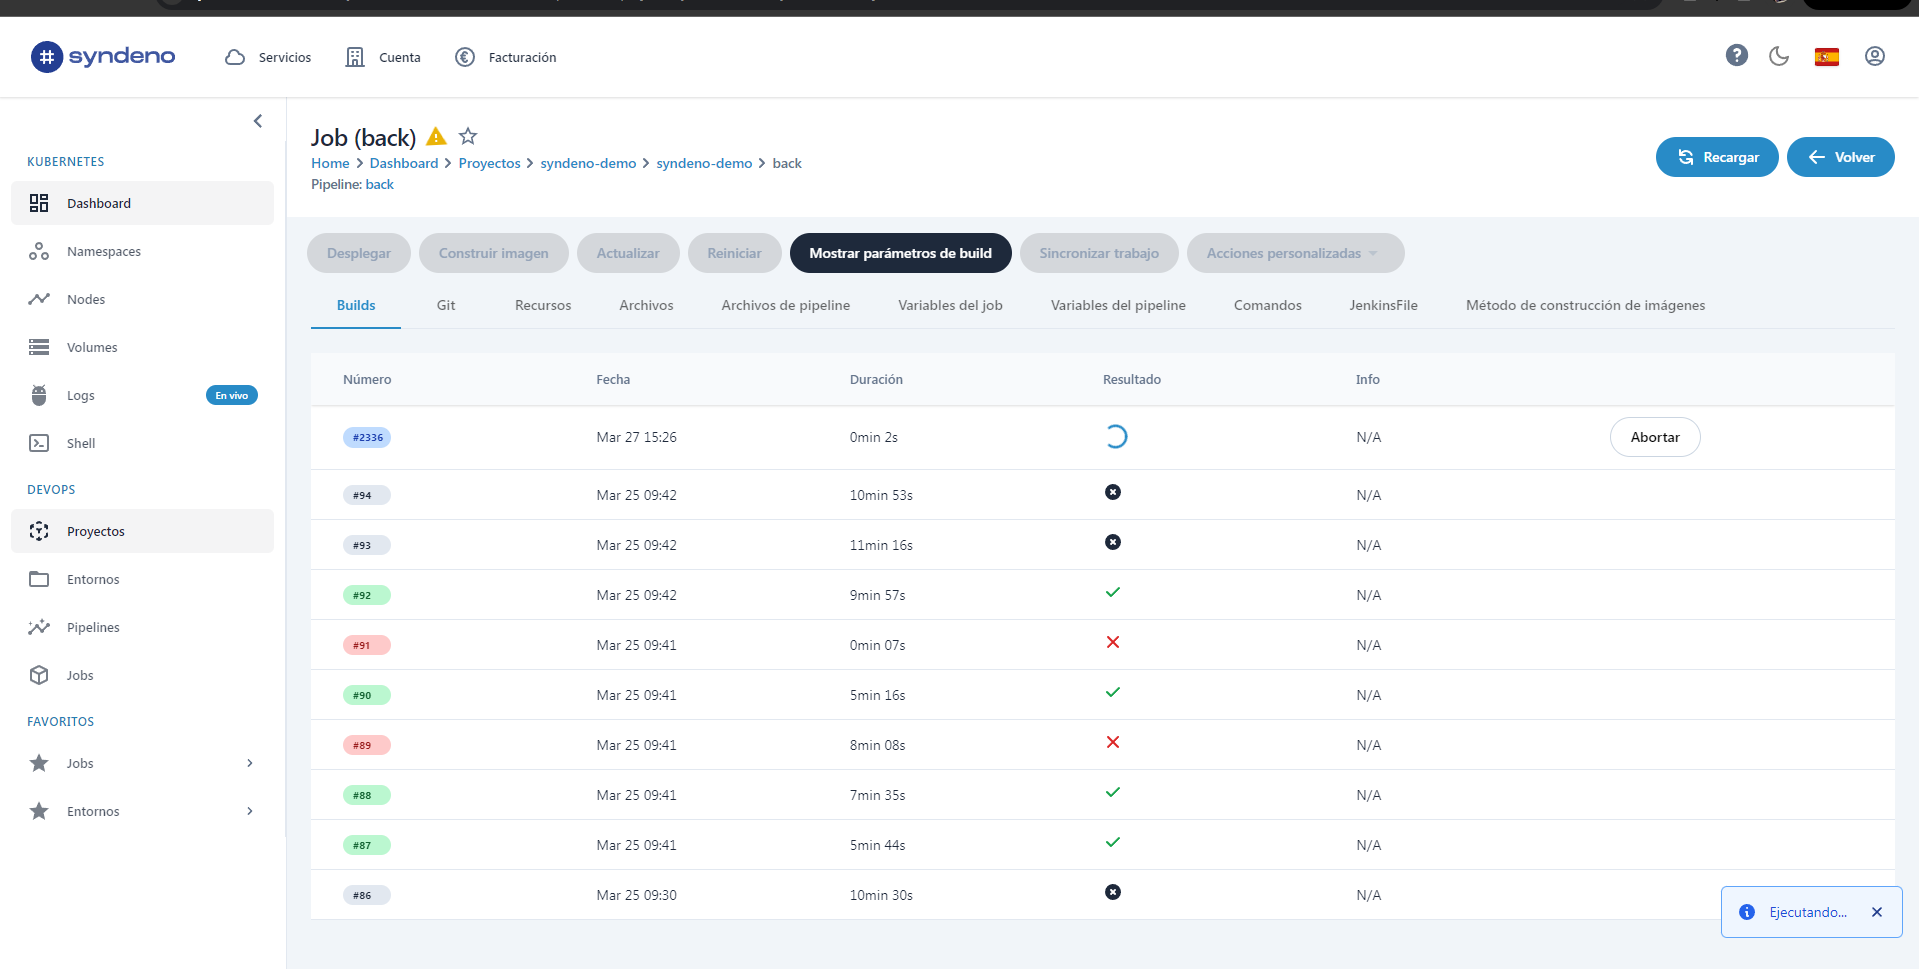 # syndeno
Servicios
Cuenta
€ Facturación
?
KUBERNETES
Dashboard
Namespaces
Nodes
Volumes
Logs En vivo
Shell
DEVOPS
Proyectos
Entornos
Pipelines
Jobs
FAVORITOS
Jobs
Entornos
Job (back)
Home > Dashboard > Proyectos > syndeno-demo > syndeno-demo > back
Pipeline: back
Recargar
Volver
Desplegar Construir imagen Actualizar Reiniciar Mostrar parámetros de build Sincronizar trabajo Acciones personalizadas
Builds Git Recursos Archivos Archivos de pipeline Variables del job Variables del pipeline Comandos JenkinsFile Método de construcción de imágenes
Número Fecha Duración Resultado Info
#2336 Mar 27 15:26 0min 2s N/A Abortar
#94 Mar 25 09:42 10min 53s N/A
#93 Mar 25 09:42 11min 16s N/A
#92 Mar 25 09:42 9min 57s N/A
#91 Mar 25 09:41 0min 07s N/A
#90 Mar 25 09:41 5min 16s N/A
#89 Mar 25 09:41 8min 08s N/A
#88 Mar 25 09:41 7min 35s N/A
#87 Mar 25 09:41 5min 44s N/A
#86 Mar 25 09:30 10min 30s N/A
Ejecutando...